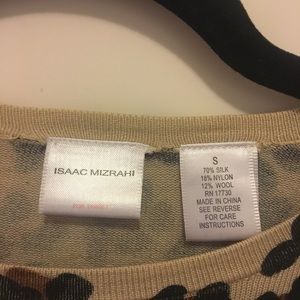 ISAAC MIZRAHI
S
70% SILK
18% NYLON
12% WOOL
RN 17730
MADE IN CHINA
SEE REVERSE
FOR CARE
INSTRUCTIONS